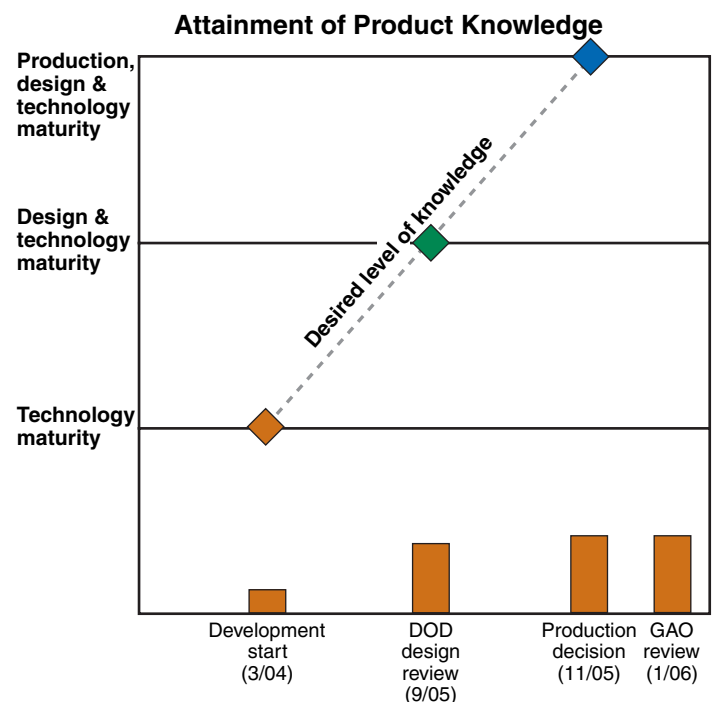 Attainment of Product Knowledge
Production,
design &
technology
maturity
Design &
technology
maturity
Technology
maturity
Desired level of knowledge
Development
start
(3/04)
DOD
design
review
(9/05)
Production
decision
(11/05)
GAO
review
(1/06)